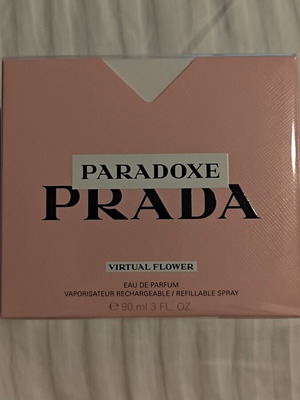 PARADOXE
PRADA
VIRTUAL FLOWER
EAU DE PARFUM
VAPORISATEUR RECHARGEABLE / REFILLABLE SPRAY
℮ 90 ml 3 FL. OZ.